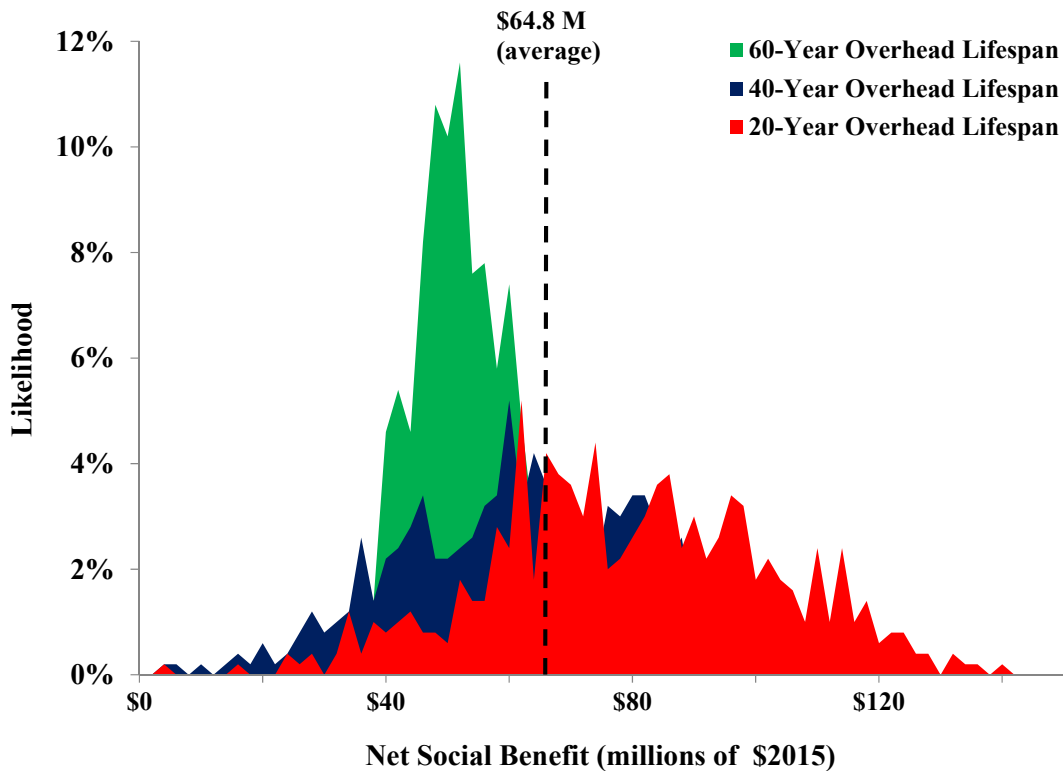 $64.8 M
(average)
60-Year Overhead Lifespan
40-Year Overhead Lifespan
20-Year Overhead Lifespan
12%
10%
8%
6%
4%
2%
0%
Likelihood
$0
$40
$80
$120
Net Social Benefit (millions of  $2015)